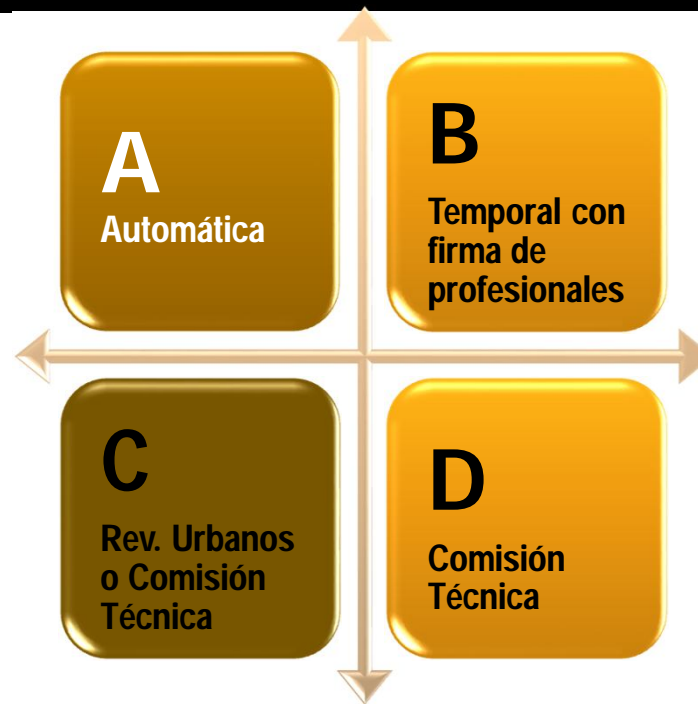 A
Automática
B
Temporal con
firma de
profesionales
C
Rev. Urbanos
o Comisión
Técnica
D
Comisión
Técnica